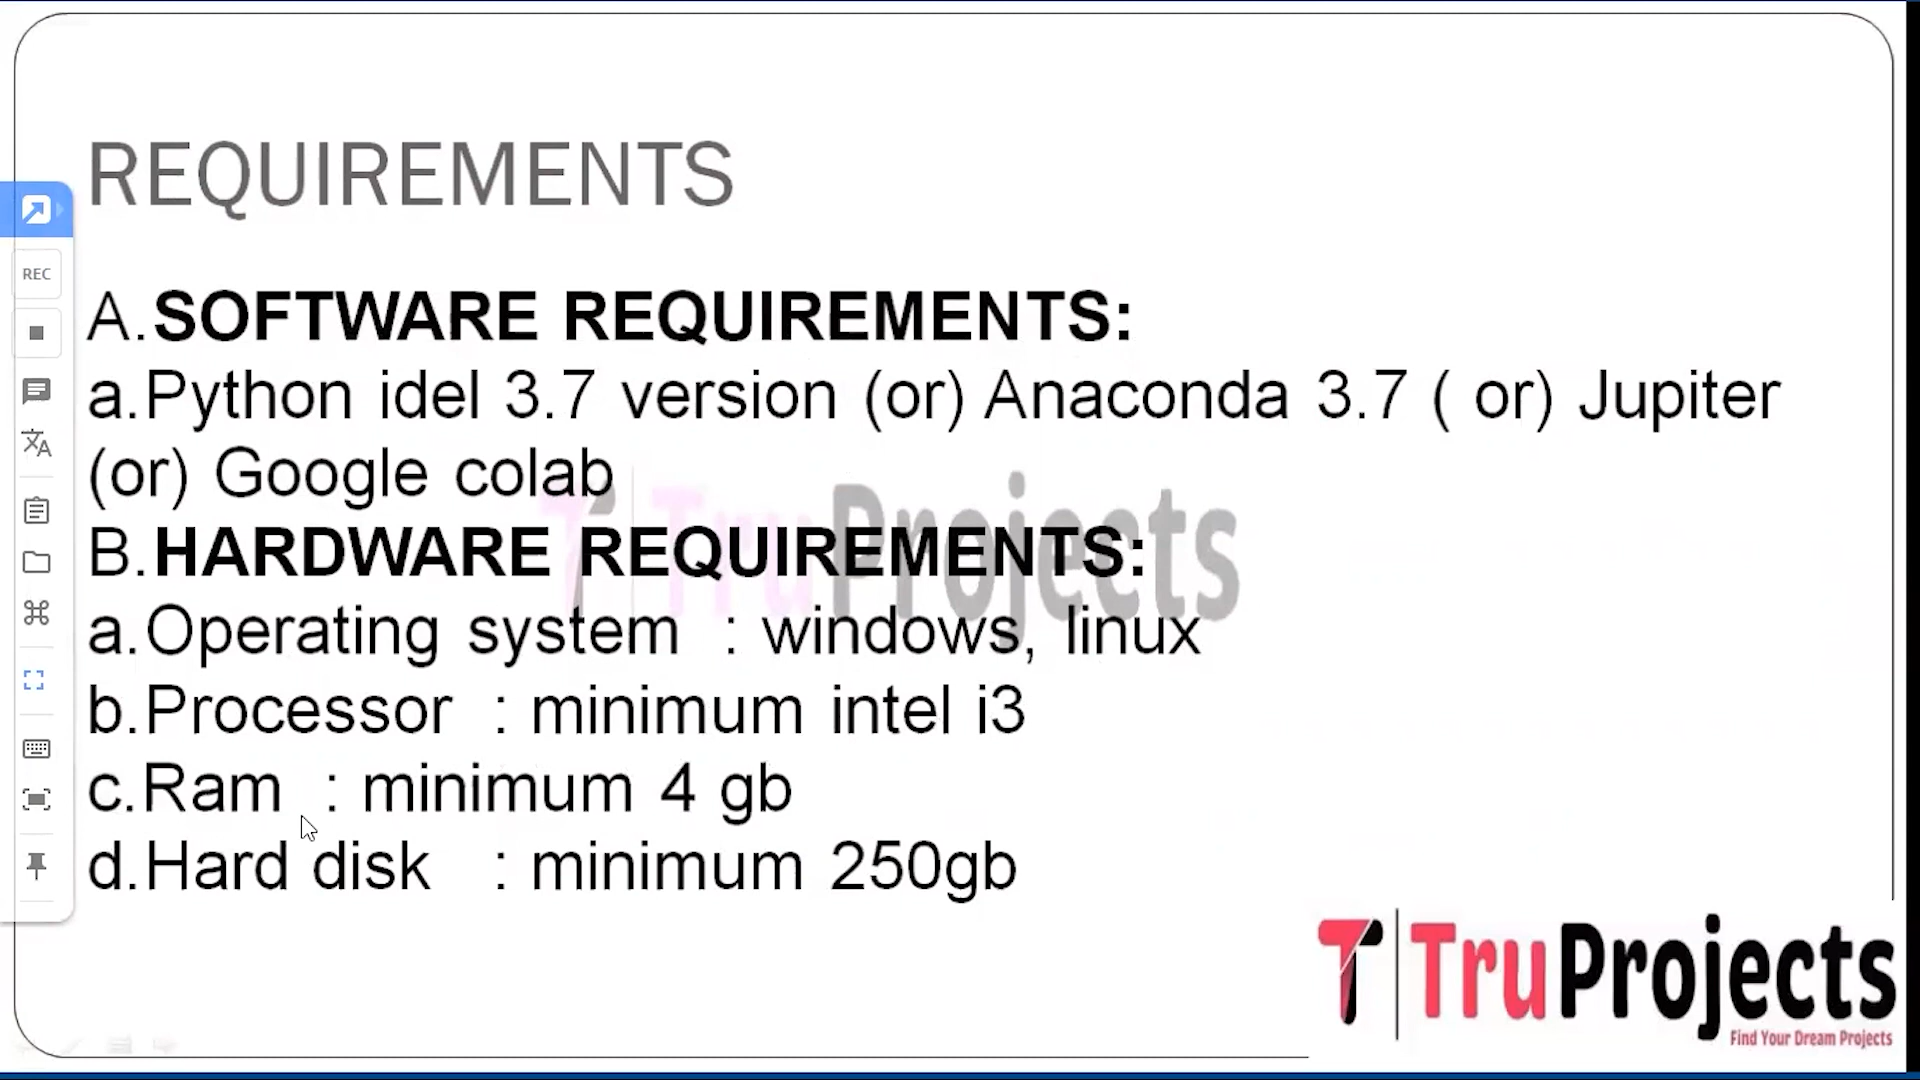 REQUIREMENTS
REC
A.SOFTWARE REQUIREMENTS:
a.Python idel 3.7 version (or) Anaconda 3.7 ( or) Jupiter
(or) Google colab
TruProjects
B.HARDWARE REQUIREMENTS:
a.Operating system : windows, linux
b.Processor : minimum intel i3
c.Ram : minimum 4 gb
d.Hard disk : minimum 250gb
TruProjects
Find Your Dream Projects